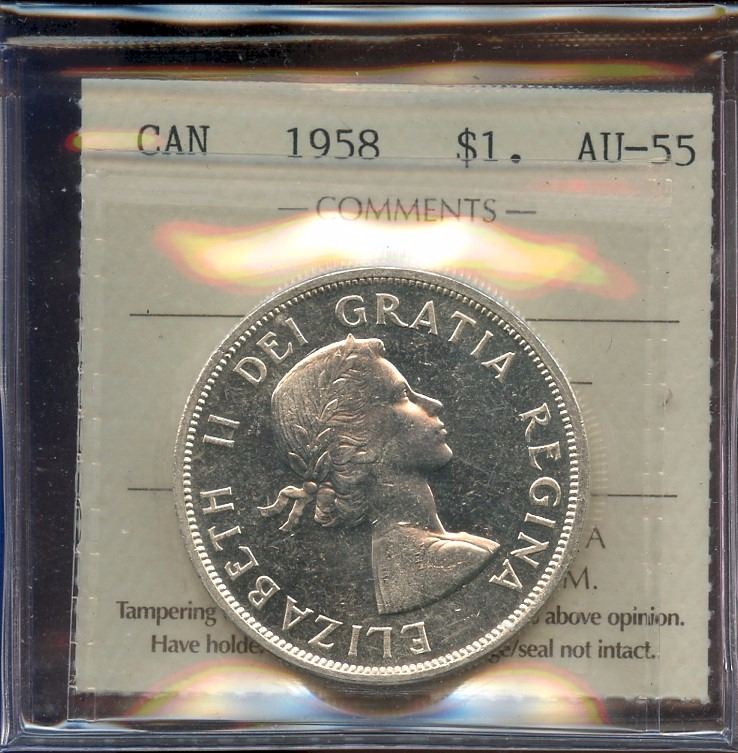 CAN 1958 $1. AU-55
— COMMENTS —
ELIZABETH II DEI GRATIA REGINA
A
M.
Tampering above opinion.
Have holde e/seal not intact.